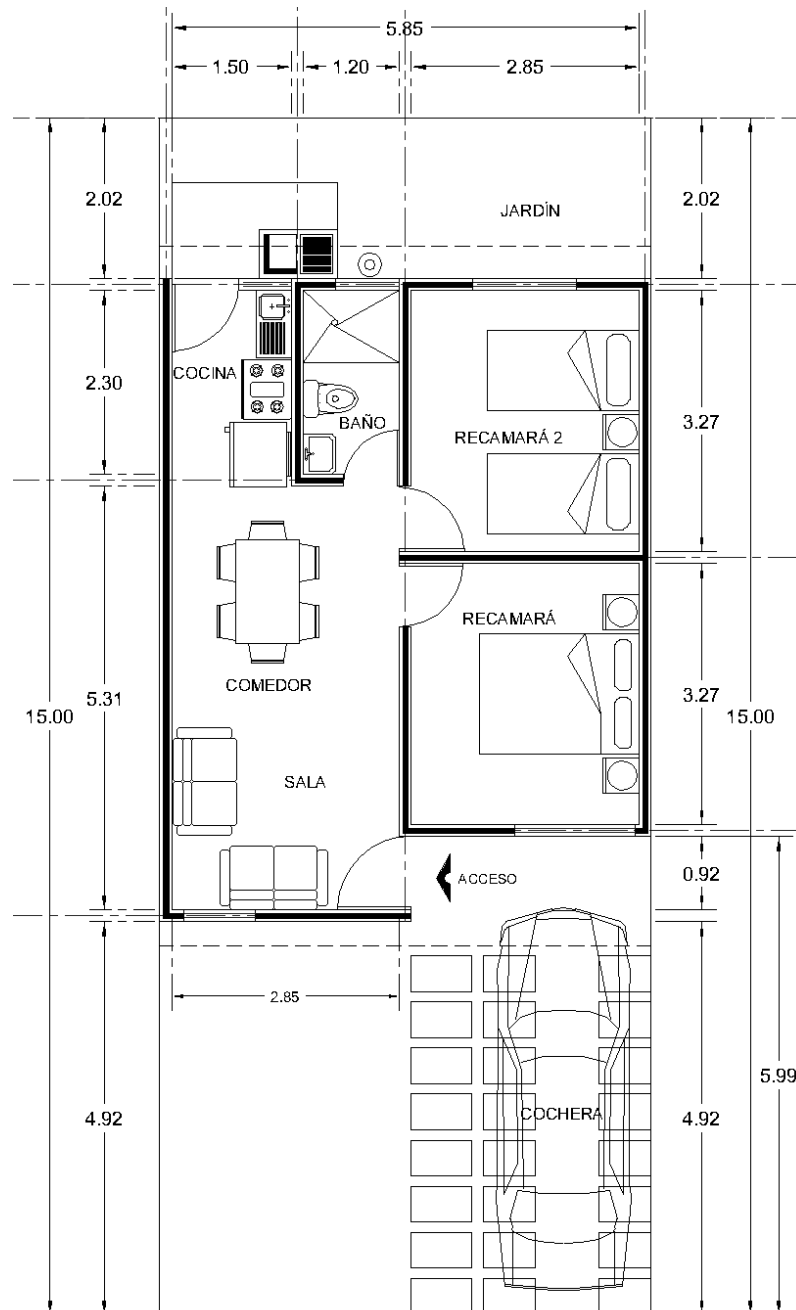 5.85
1.50
1.20
2.85
2.02
2.02
JARDÍN
COCINA
2.30
BAÑO
RECAMARÁ 2
3.27
RECAMARÁ
COMEDOR
5.31
3.27
15.00
15.00
SALA
ACCESO
0.92
2.85
5.99
4.92
COCHERA
4.92